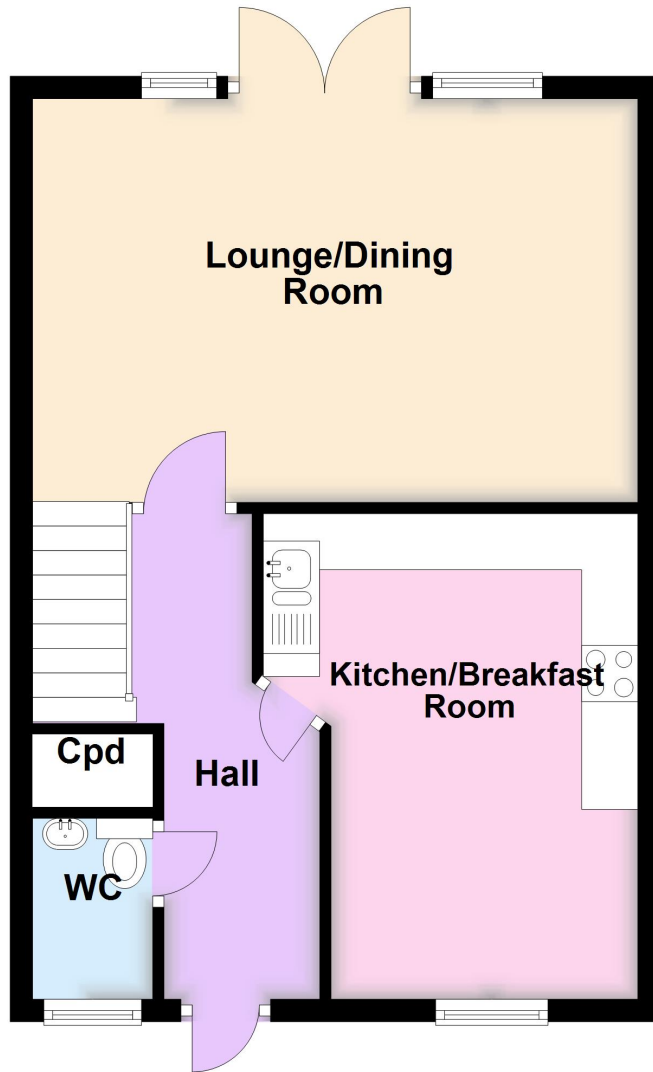 Lounge/Dining
Room
Kitchen/Breakfast
Room
Cpd
Hall
WC